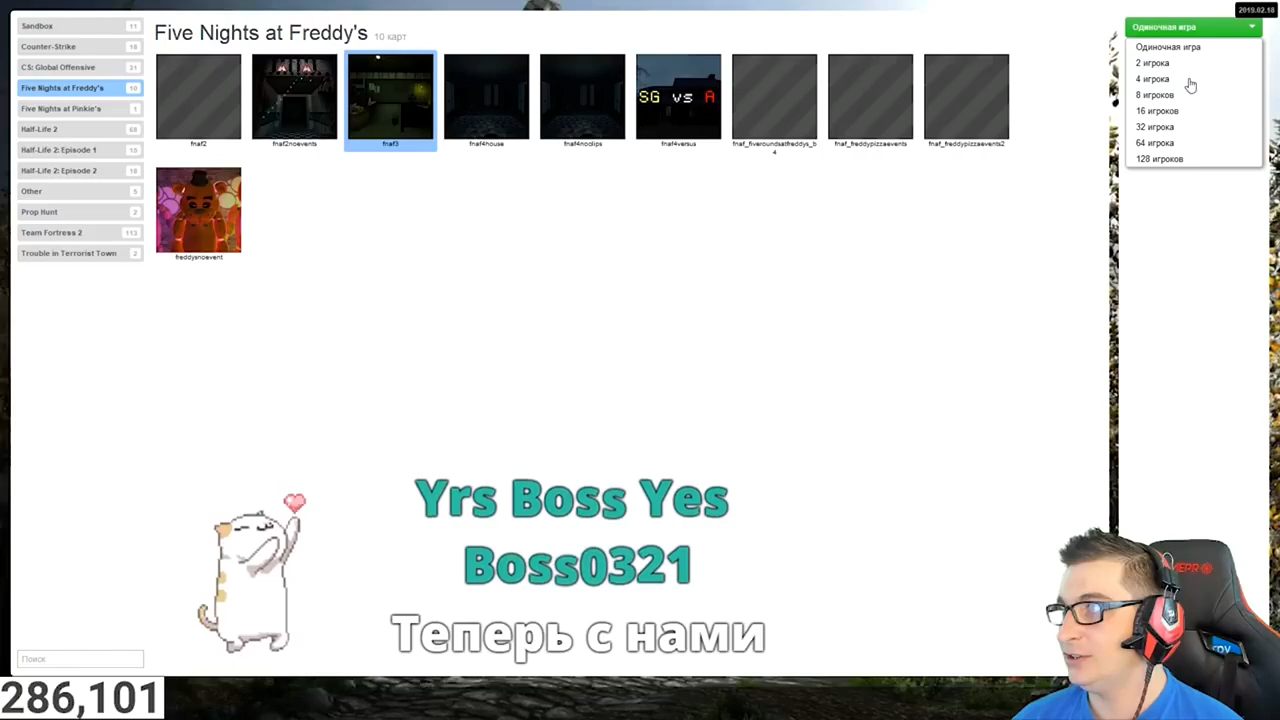 2019.02.18
Sandbox 11
Counter-Strike 18
CS: Global Offensive 31
Five Nights at Freddy's 10
Five Nights at Pinkie's 1
Half-Life 2 68
Half-Life 2: Episode 1 15
Half-Life 2: Episode 2 18
Other 5
Prop Hunt 2
Team Fortress 2 113
Trouble in Terrorist Town 2
Five Nights at Freddy's 10 карт
SG vs A
fnaf2
fnaf2noevents
fnaf3
fnaf4house
fnaf4noclips
fnaf4versus
fnaf_fiveroundsatfreddys_b
4
fnaf_freddypizzaevents
fnaf_freddypizzaevents2
freddysnoevent
Одиночная игра
Одиночная игра
2 игрока
4 игрока
8 игроков
16 игроков
32 игрока
64 игрока
128 игроков
Yrs Boss Yes
Boss0321
Теперь с нами
Поиск
286,101